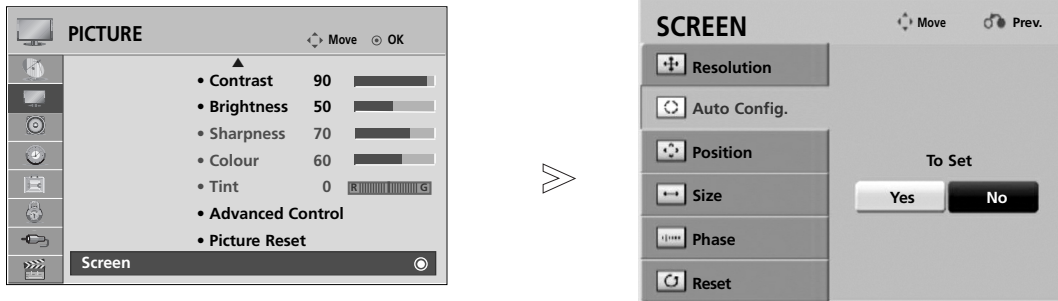 PICTURE
Move
OK
• Contrast 90
• Brightness 50
• Sharpness 70
• Colour 60
• Tint 0 R G
• Advanced Control
• Picture Reset
Screen
SCREEN
Move
Prev.
Resolution
Auto Config.
Position
Size
Phase
Reset
To Set
Yes No